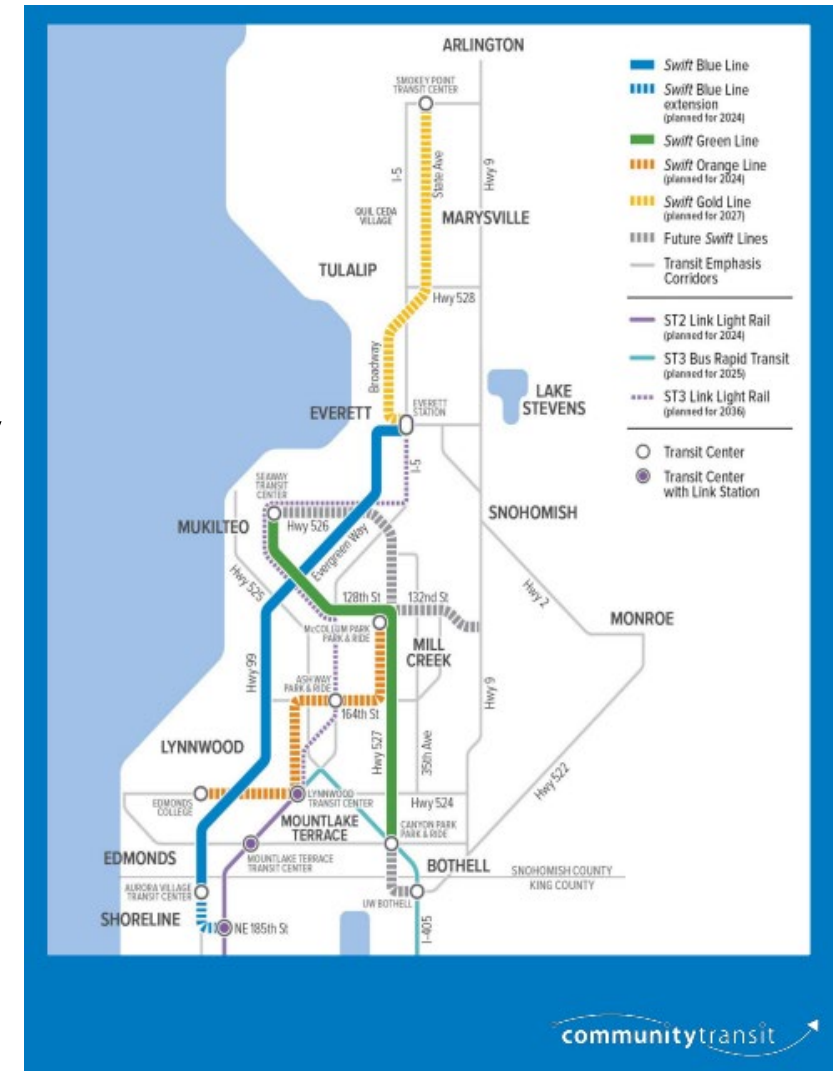 ARLINGTON
SMOKEY POINT
TRANSIT CENTER
I-5
State Ave
Hwy 9
QUIL CEDA
VILLAGE
MARYSVILLE
TULALIP
Hwy 528
Broadway
EVERETT
EVERETT
STATION
LAKE
STEVENS
I-5
SEAWAY
TRANSIT
CENTER
MUKILTEO
Hwy 526
SNOHOMISH
Evergreen Way
Hwy 525
128th St
132nd St
Hwy 2
McCOLLUM PARK
PARK & RIDE
MILL
CREEK
MONROE
Hwy 99
ASH WAY
PARK & RIDE
164th St
Hwy 9
LYNNWOOD
Hwy 527
35th Ave
Hwy 522
EDMONDS
COLLEGE
LYNNWOOD
TRANSIT CENTER
Hwy 524
MOUNTLAKE
TERRACE
CANYON PARK
PARK & RIDE
EDMONDS
MOUNTLAKE TERRACE
TRANSIT CENTER
BOTHELL
SNOHOMISH COUNTY
KING COUNTY
AURORA VILLAGE
TRANSIT CENTER
UW BOTHELL
SHORELINE
NE 185th St
I-405
Swift Blue Line
Swift Blue Line
extension
(planned for 2024)
Swift Green Line
Swift Orange Line
(planned for 2024)
Swift Gold Line
(planned for 2027)
Future Swift Lines
Transit Emphasis
Corridors
ST2 Link Light Rail
(planned for 2024)
ST3 Bus Rapid Transit
(planned for 2025)
ST3 Link Light Rail
(planned for 2036)
Transit Center
Transit Center
with Link Station
communitytransit